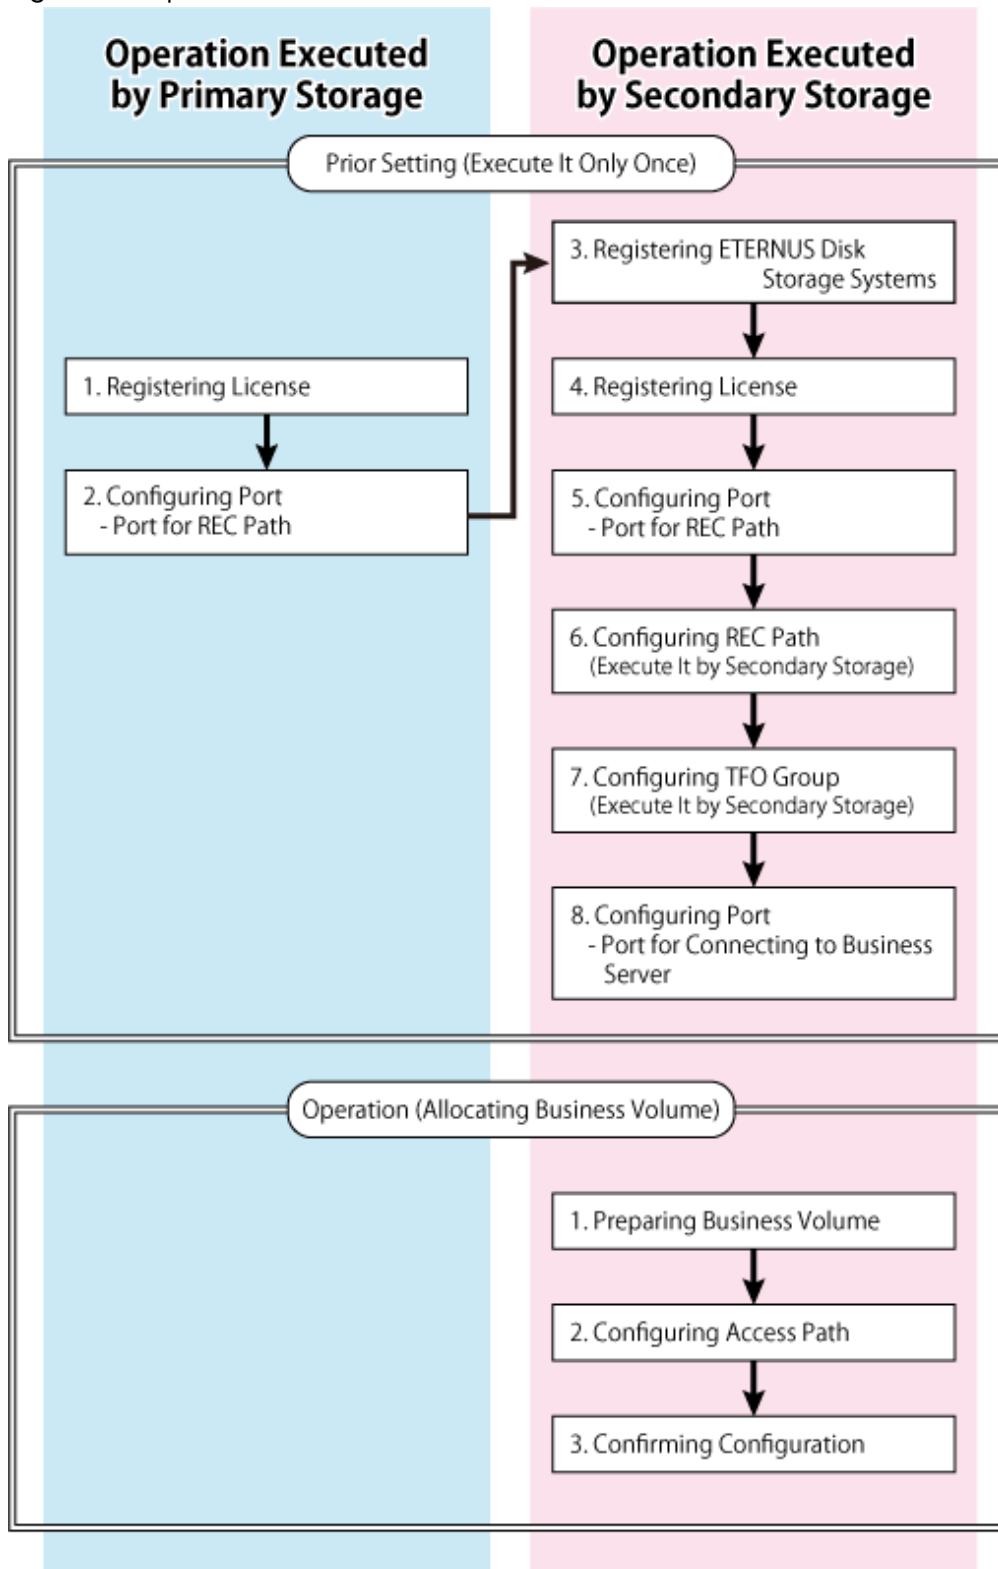 Operation Executed
by Primary Storage
Operation Executed
by Secondary Storage
Prior Setting (Execute It Only Once)
3. Registering ETERNUS Disk
Storage Systems
1. Registering License
4. Registering License
2. Configuring Port
- Port for REC Path
5. Configuring Port
- Port for REC Path
6. Configuring REC Path
(Execute It by Secondary Storage)
7. Configuring TFO Group
(Execute It by Secondary Storage)
8. Configuring Port
- Port for Connecting to Business
Server
Operation (Allocating Business Volume)
1. Preparing Business Volume
2. Configuring Access Path
3. Confirming Configuration